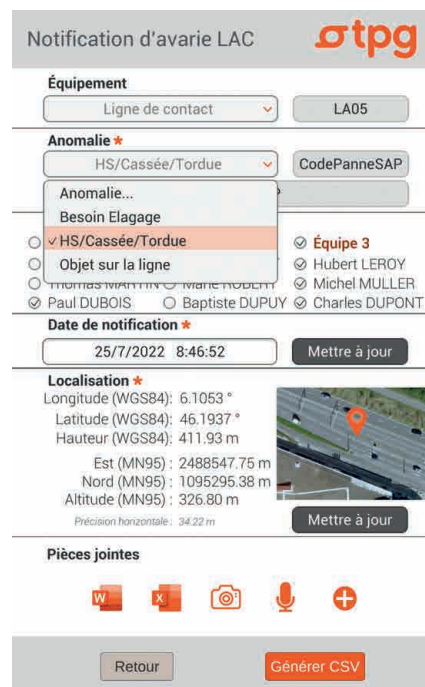 Notification d'avarie LAC
tpg
Équipement
Ligne de contact
LA05
Anomalie *
HS/Cassée/Tordue
CodePanneSAP
Anomalie...
Besoin Elagage
✓HS/Cassée/Tordue
Objet sur la ligne
Équipe 3
Hubert LEROY
Michel MULLER
Paul DUBOIS
Baptiste DUPUY
Charles DUPONT
Date de notification *
25/7/2022 8:46:52
Mettre à jour
Localisation *
Longitude (WGS84): 6.1053 °
Latitude (WGS84): 46.1937 °
Hauteur (WGS84): 411.93 m
Est (MN95) : 2488547.75 m
Nord (MN95) : 1095295.38 m
Altitude (MN95) : 326.80 m
Précision horizontale : 34.22 m
Mettre à jour
Pièces jointes
W
X
Retour
Générer CSV